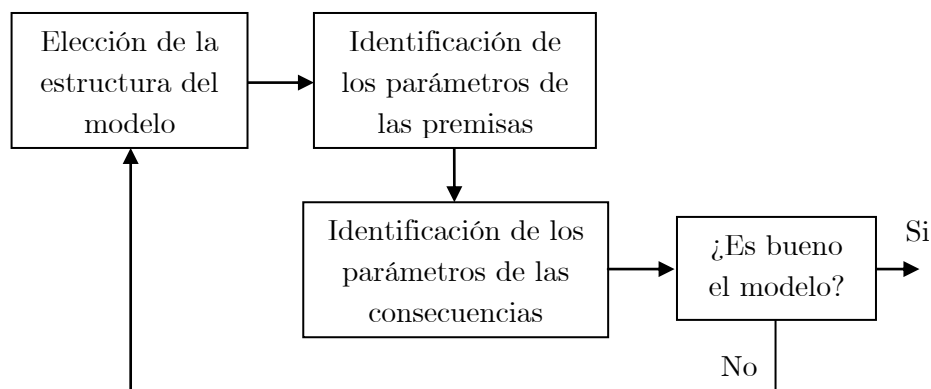 Elección de la
estructura del
modelo
Identificación de
los parámetros de
las premisas
Identificación de los
parámetros de las
consecuencias
¿Es bueno
el modelo?
Si
No